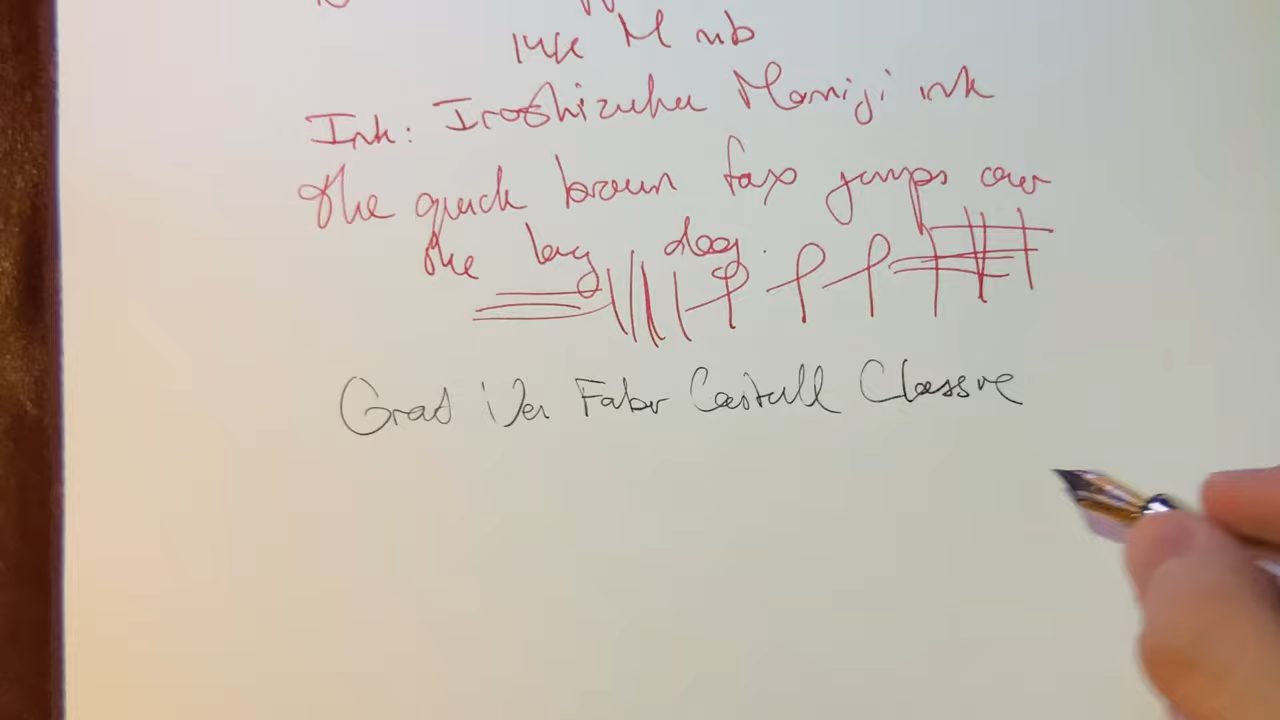 14k M nib
Ink: Iroshizuku Momiji ink
The quick brown fox jumps over
the lazy dog.
Graf Von Faber Castell Classic